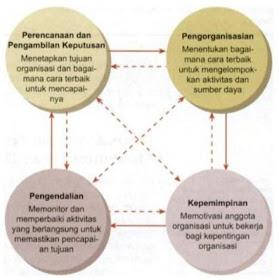 Perencanaan dan
Pengambilan Keputusan
Menetapkan tujuan
organisasi dan bagai-
mana cara terbaik
untuk mencapai-
nya
Pengorganisasian
Menentukan bagai-
mana cara terbaik
untuk mengelompok-
kan aktivitas dan
sumber daya
Pengendalian
Memonitor dan
memperbaiki aktivitas
yang berlangsung untuk
memastikan pencapai-
an tujuan
Kepemimpinan
Memotivasi anggota
organisasi untuk bekerja
bagi kepentingan
organisasi